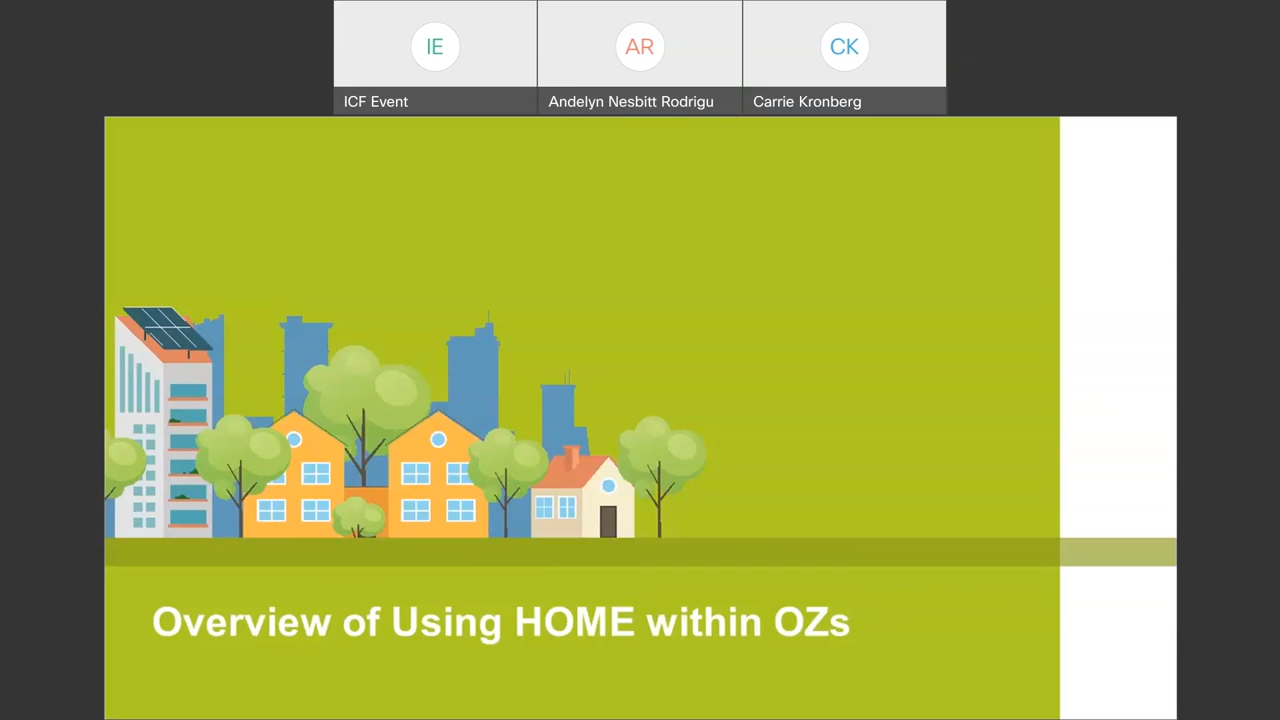 IE
AR
CK
ICF Event
Andelyn Nesbitt Rodrigu
Carrie Kronberg
Overview of Using HOME within OZs